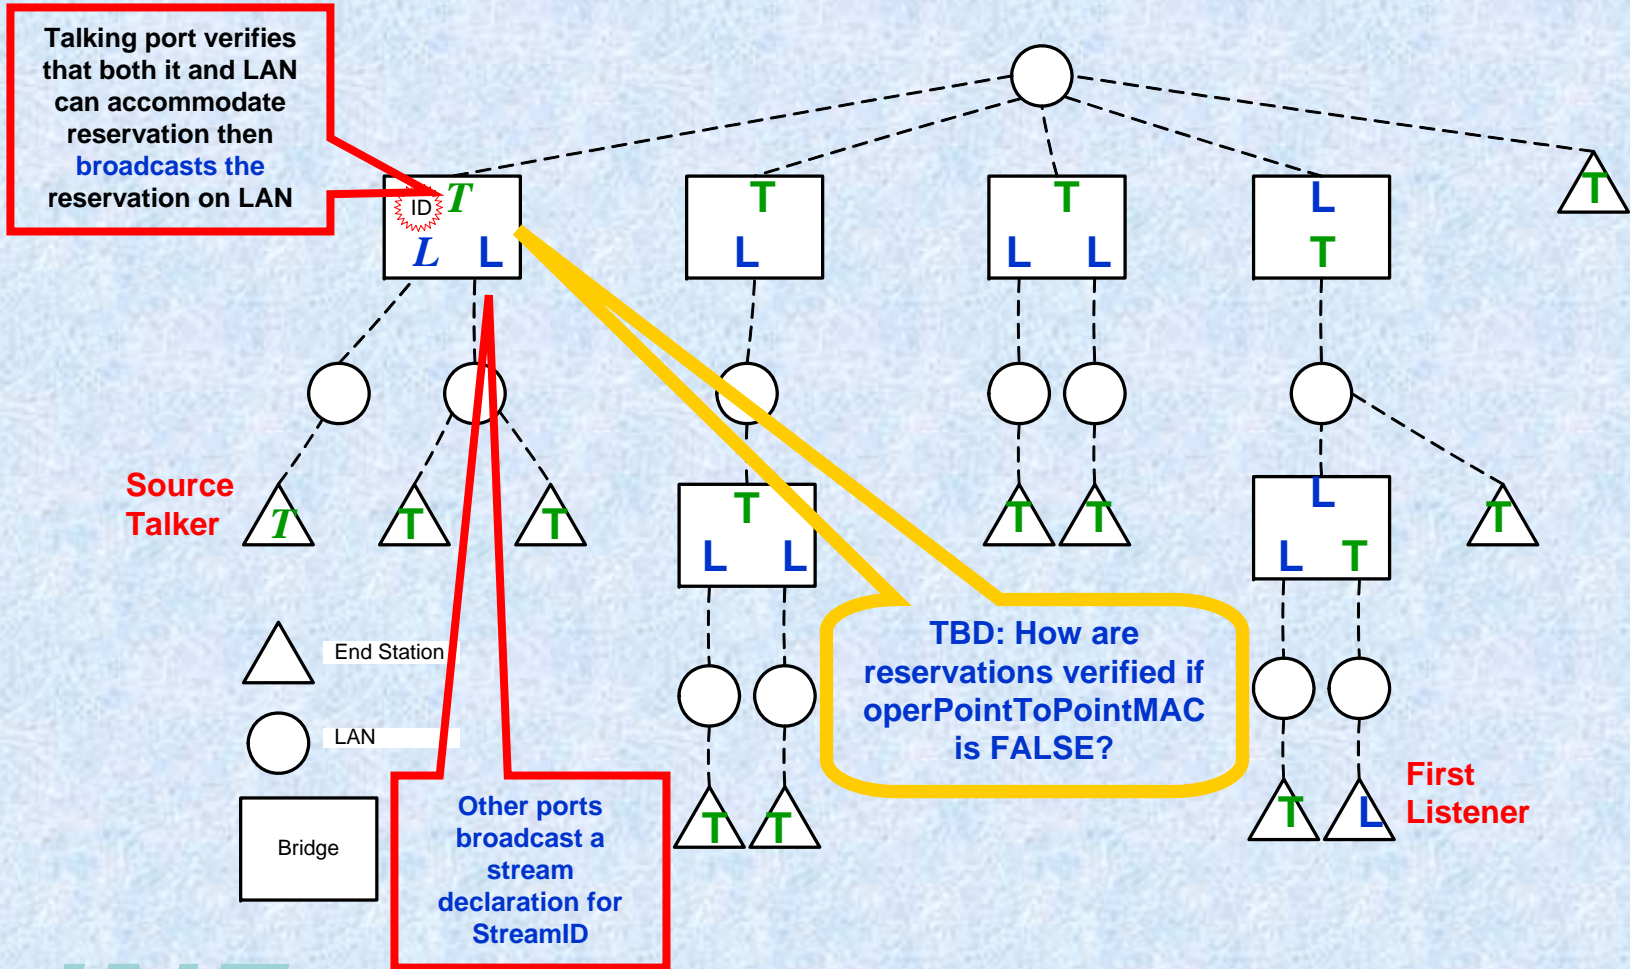 Talking port verifies
that both it and LAN
can accommodate
reservation then
broadcasts the
reservation on LAN
ID T
L L
T
L
T
L L
L
T
T
Source
Talker
T
T
T
T
L L
T
T
L
L T
T
End Station
LAN
Bridge
Other ports
broadcast a
stream
declaration for
StreamID
TBD: How are
reservations verified if
operPointToPointMAC
is FALSE?
T
T
T
L
First
Listener